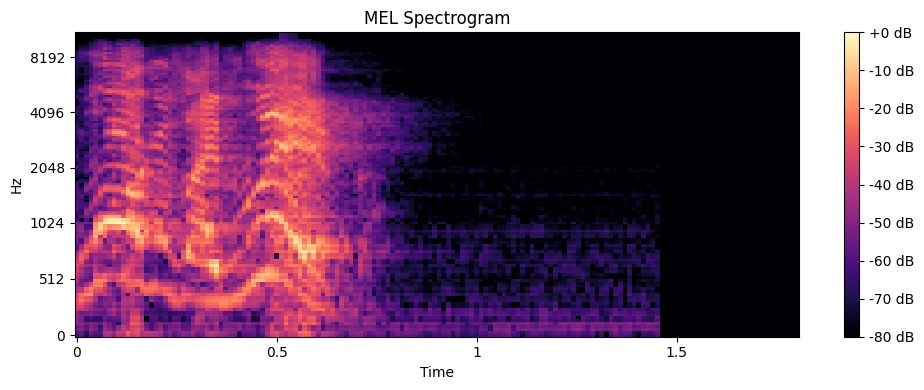 MEL Spectrogram
8192
4096
2048
1024
512
0
Hz
0
0.5
1
1.5
Time
+0 dB
-10 dB
-20 dB
-30 dB
-40 dB
-50 dB
-60 dB
-70 dB
-80 dB